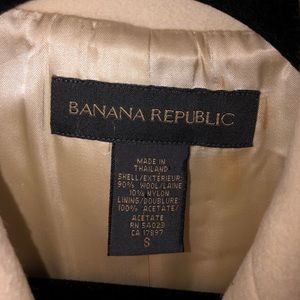 BANANA REPUBLIC
MADE IN
THAILAND
SHELL/EXTERIEUR:
90% WOOL/LAINE
10% NYLON
LINING/DOUBLURE:
100% ACETATE/
ACETATE
RN 54023
CA 17897
S